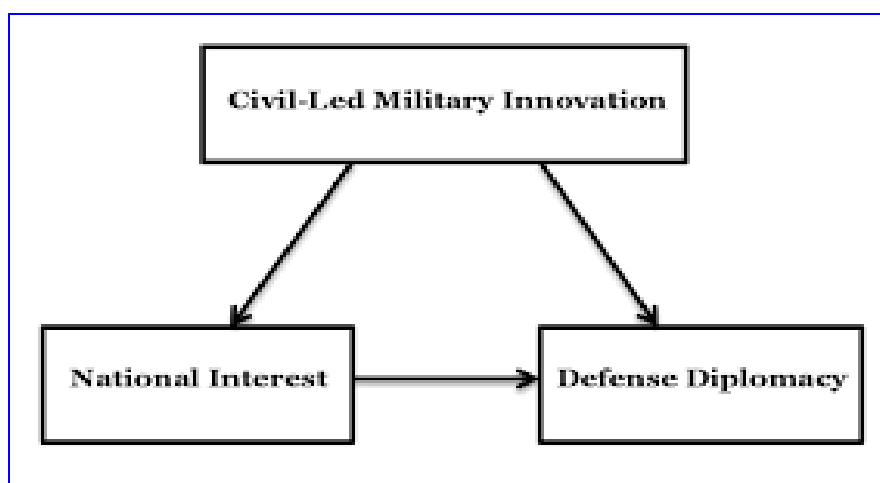 Civil-Led Military Innovation
National Interest
Defense Diplomacy